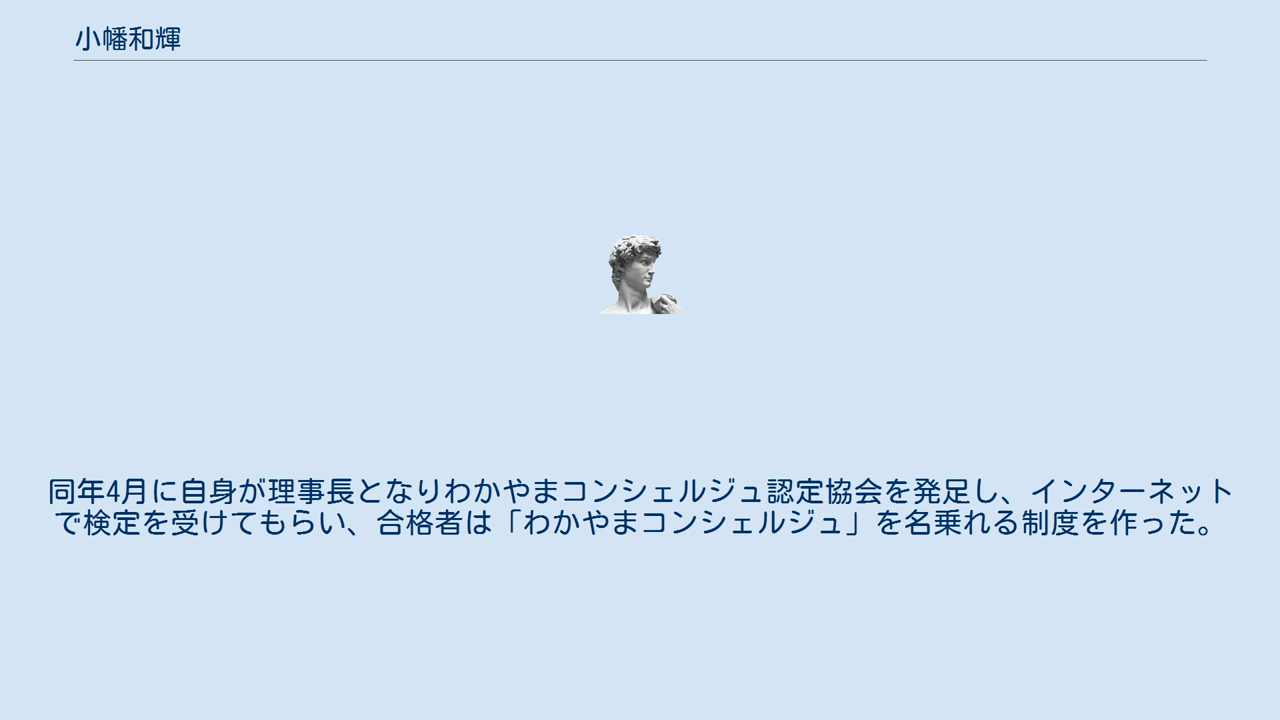 小幡和輝
同年4月に自身が理事長となりわかやまコンシェルジュ認定協会を発足し、インターネット
で検定を受けてもらい、合格者は「わかやまコンシェルジュ」を名乗れる制度を作った。